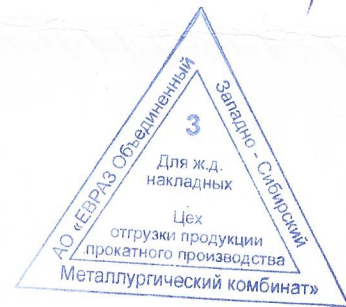 АО «ЕВРАЗ Объединенный
Западно - Сибирский
Металлургический комбинат»
3
Для ж.д.
накладных
Цех
отгрузки продукции
прокатного производства